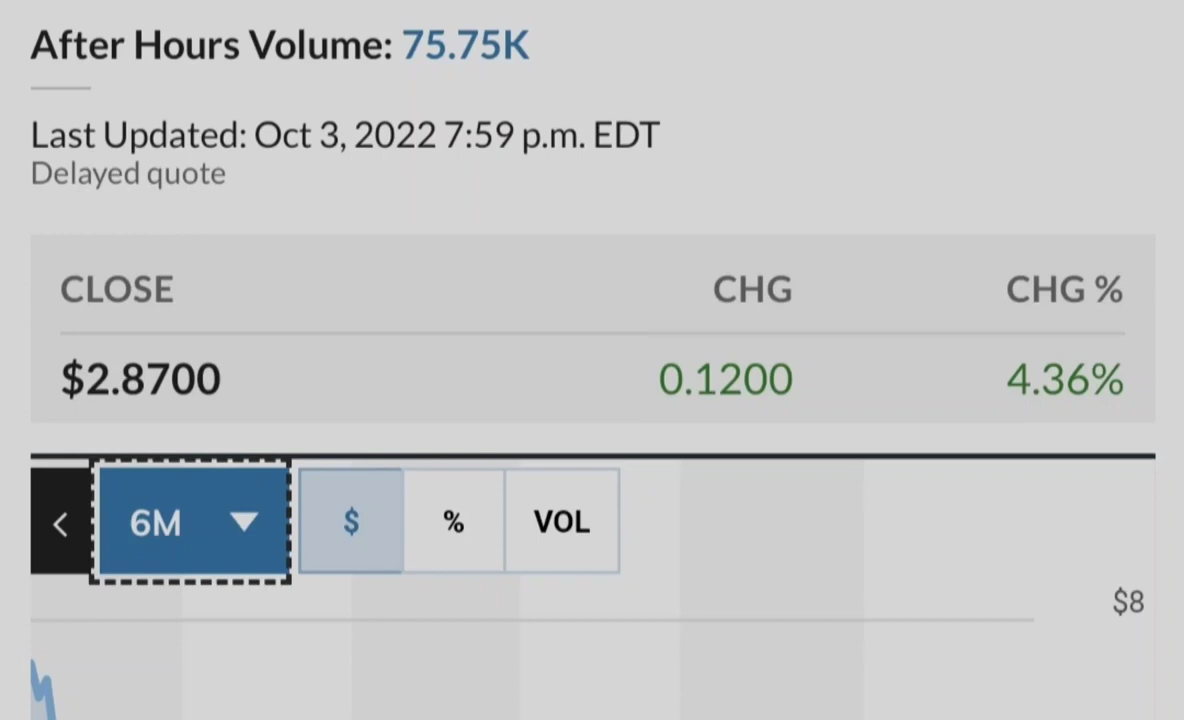 After Hours Volume: 75.75K
Last Updated: Oct 3, 2022 7:59 p.m. EDT
Delayed quote
CLOSE CHG CHG %
$2.8700 0.1200 4.36%
6M $ % VOL
$8